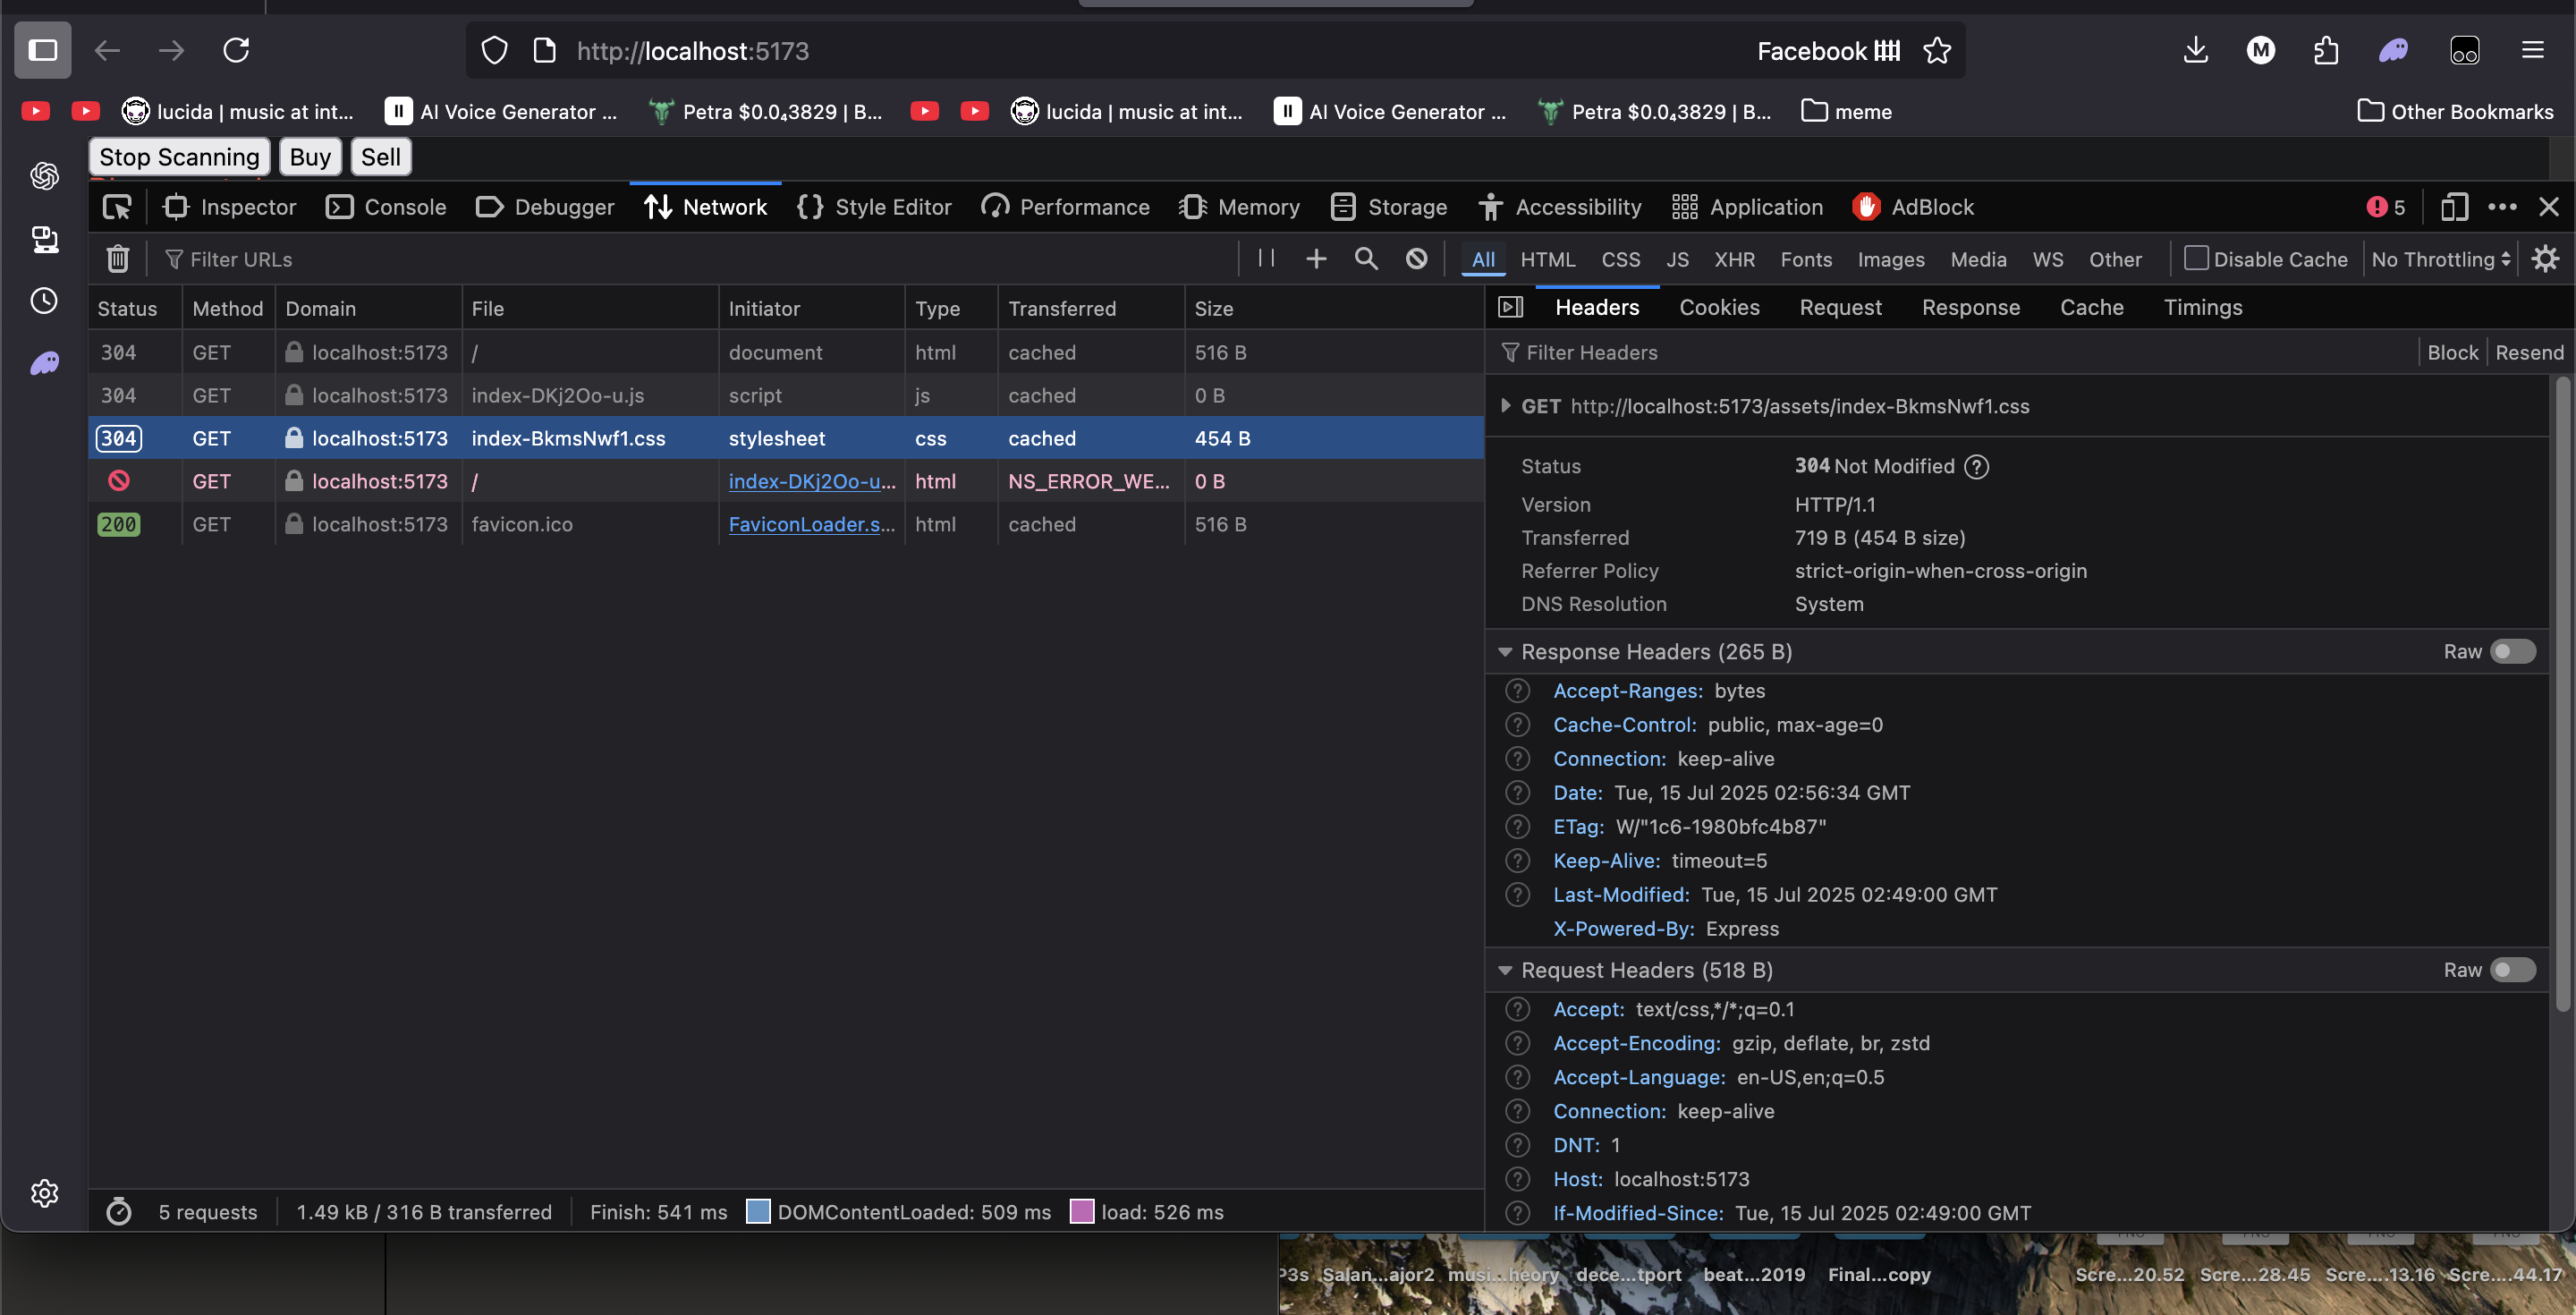 http://localhost:5173
Facebook
M
lucida | music at int...
AI Voice Generator ...
Petra $0.0₄3829 | B...
lucida | music at int...
AI Voice Generator ...
Petra $0.0₄3829 | B...
meme
Other Bookmarks
Stop Scanning
Buy
Sell
Inspector
Console
Debugger
Network
Style Editor
Performance
Memory
Storage
Accessibility
Application
AdBlock
5
Filter URLs
All
HTML
CSS
JS
XHR
Fonts
Images
Media
WS
Other
Disable Cache
No Throttling
Status Method Domain File Initiator Type Transferred Size
304 GET localhost:5173 / document html cached 516 B
304 GET localhost:5173 index-DKj2Oo-u.js script js cached 0 B
304 GET localhost:5173 index-BkmsNwf1.css stylesheet css cached 454 B
GET localhost:5173 / index-DKj2Oo-u... html NS_ERROR_WE... 0 B
200 GET localhost:5173 favicon.ico FaviconLoader.s... html cached 516 B
Headers
Cookies
Request
Response
Cache
Timings
Filter Headers
Block
Resend
GET http://localhost:5173/assets/index-BkmsNwf1.css
Status 304 Not Modified
Version HTTP/1.1
Transferred 719 B (454 B size)
Referrer Policy strict-origin-when-cross-origin
DNS Resolution System
Response Headers (265 B) Raw
Accept-Ranges: bytes
Cache-Control: public, max-age=0
Connection: keep-alive
Date: Tue, 15 Jul 2025 02:56:34 GMT
ETag: W/"1c6-1980bfc4b87"
Keep-Alive: timeout=5
Last-Modified: Tue, 15 Jul 2025 02:49:00 GMT
X-Powered-By: Express
Request Headers (518 B) Raw
Accept: text/css,*/*;q=0.1
Accept-Encoding: gzip, deflate, br, zstd
Accept-Language: en-US,en;q=0.5
Connection: keep-alive
DNT: 1
Host: localhost:5173
If-Modified-Since: Tue, 15 Jul 2025 02:49:00 GMT
5 requests
1.49 kB / 316 B transferred
Finish: 541 ms
DOMContentLoaded: 509 ms
load: 526 ms
P3s
Salan...ajor2
musi...heory
dece...tport
beat...2019
Final...copy
Scre...20.52
Scre...28.45
Scre....13.16
Scre....44.17